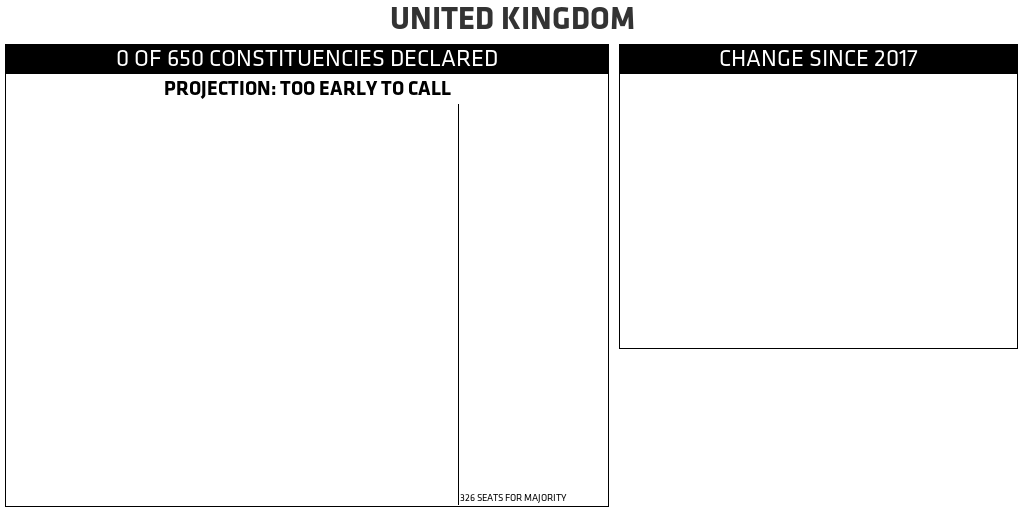 UNITED KINGDOM
0 OF 650 CONSTITUENCIES DECLARED
PROJECTION: TOO EARLY TO CALL
326 SEATS FOR MAJORITY
CHANGE SINCE 2017